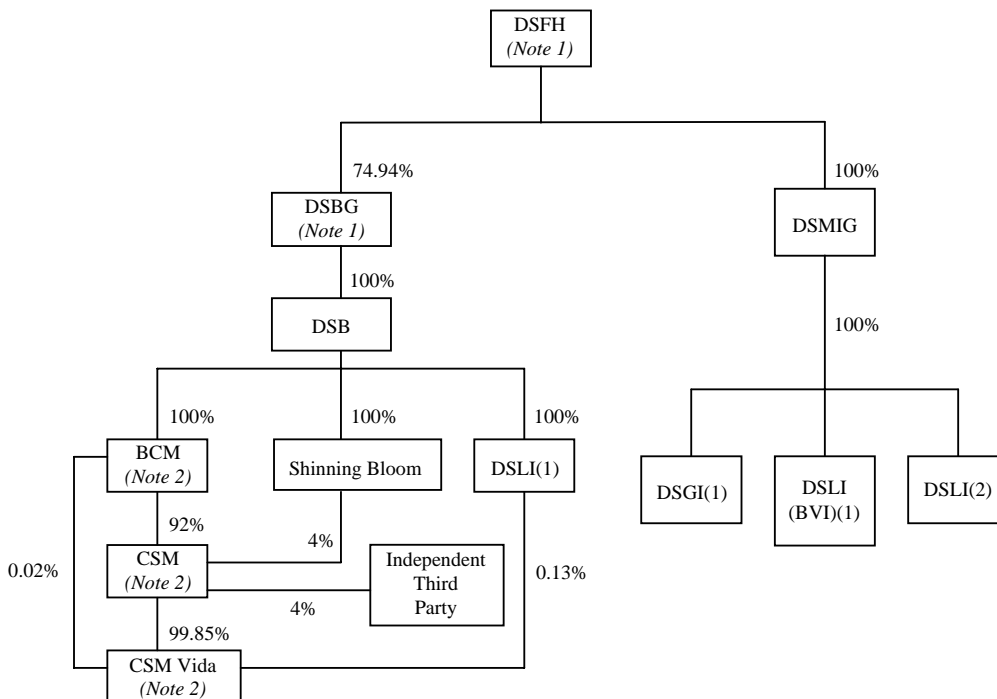 DSFH
(Note 1)
74.94%
100%
DSBG
(Note 1)
DSMIG
100%
DSB
100%
100%
100%
100%
BCM
(Note 2)
Shinning Bloom
DSLI(1)
DSGI(1)
DSLI
(BVI)(1)
DSLI(2)
92%
4%
CSM
(Note 2)
Independent
Third
Party
0.02%
0.13%
4%
99.85%
CSM Vida
(Note 2)